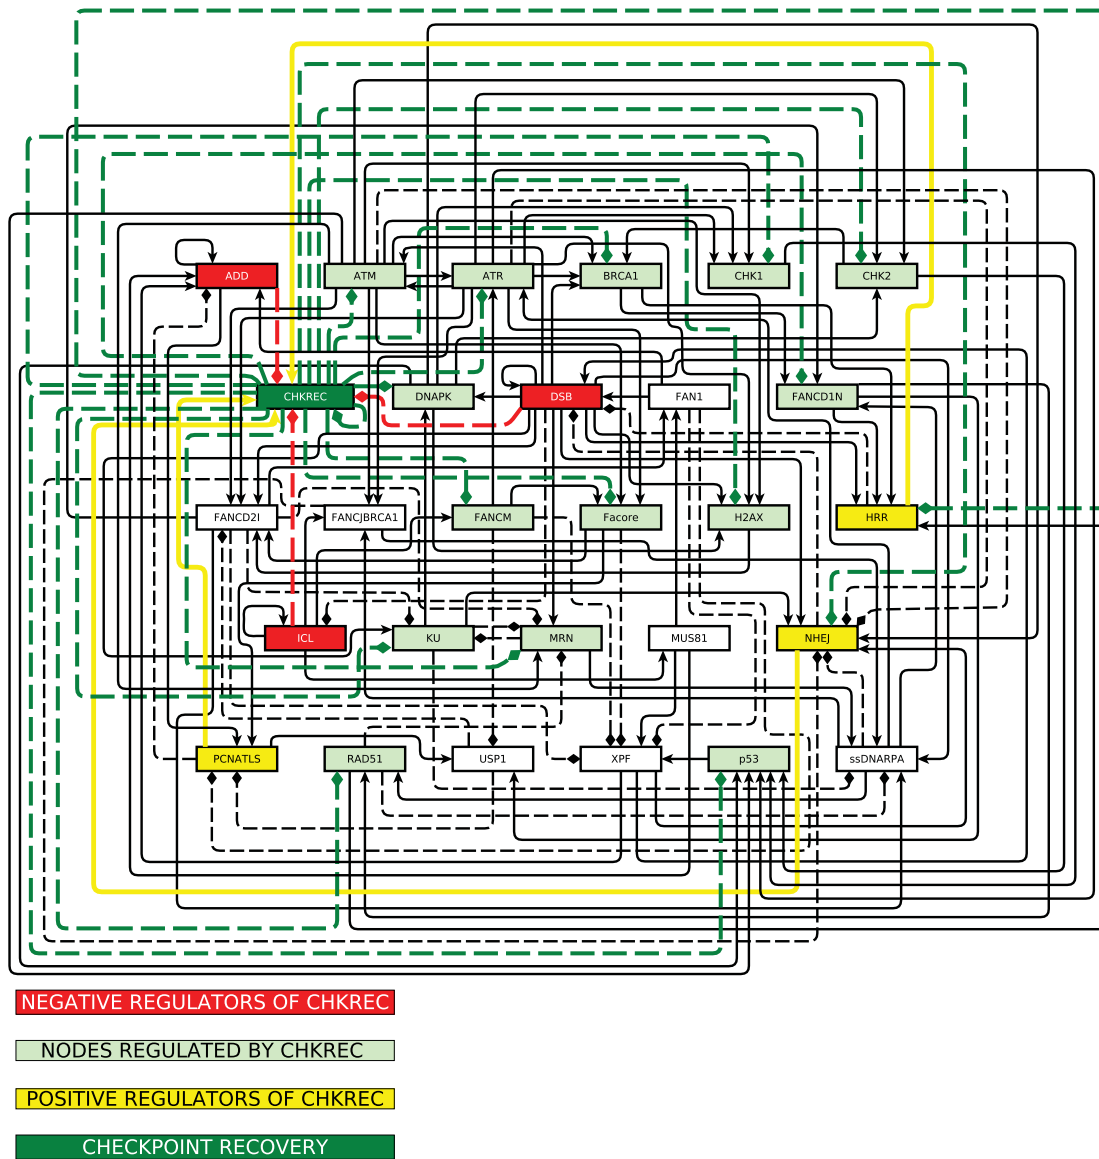 ADD
ATM
ATR
BRCA1
CHK1
CHK2
CHKREC
DNAPK
DSB
FAN1
FANCD1N
FANCD2I
FANCJBRCA1
FANCM
Facore
H2AX
HRR
ICL
KU
MRN
MUS81
NHEJ
PCNATLS
RAD51
USP1
XPF
p53
ssDNARPA
NEGATIVE REGULATORS OF CHKREC
NODES REGULATED BY CHKREC
POSITIVE REGULATORS OF CHKREC
CHECKPOINT RECOVERY